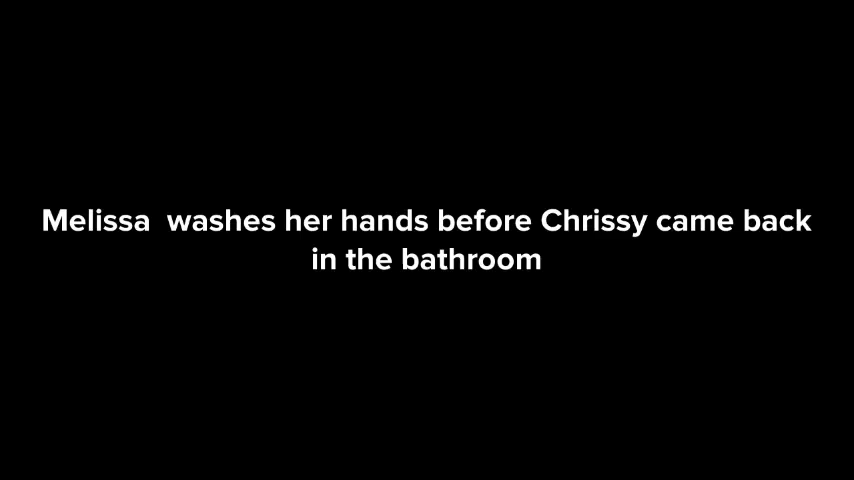 Melissa  washes her hands before Chrissy came back
in the bathroom